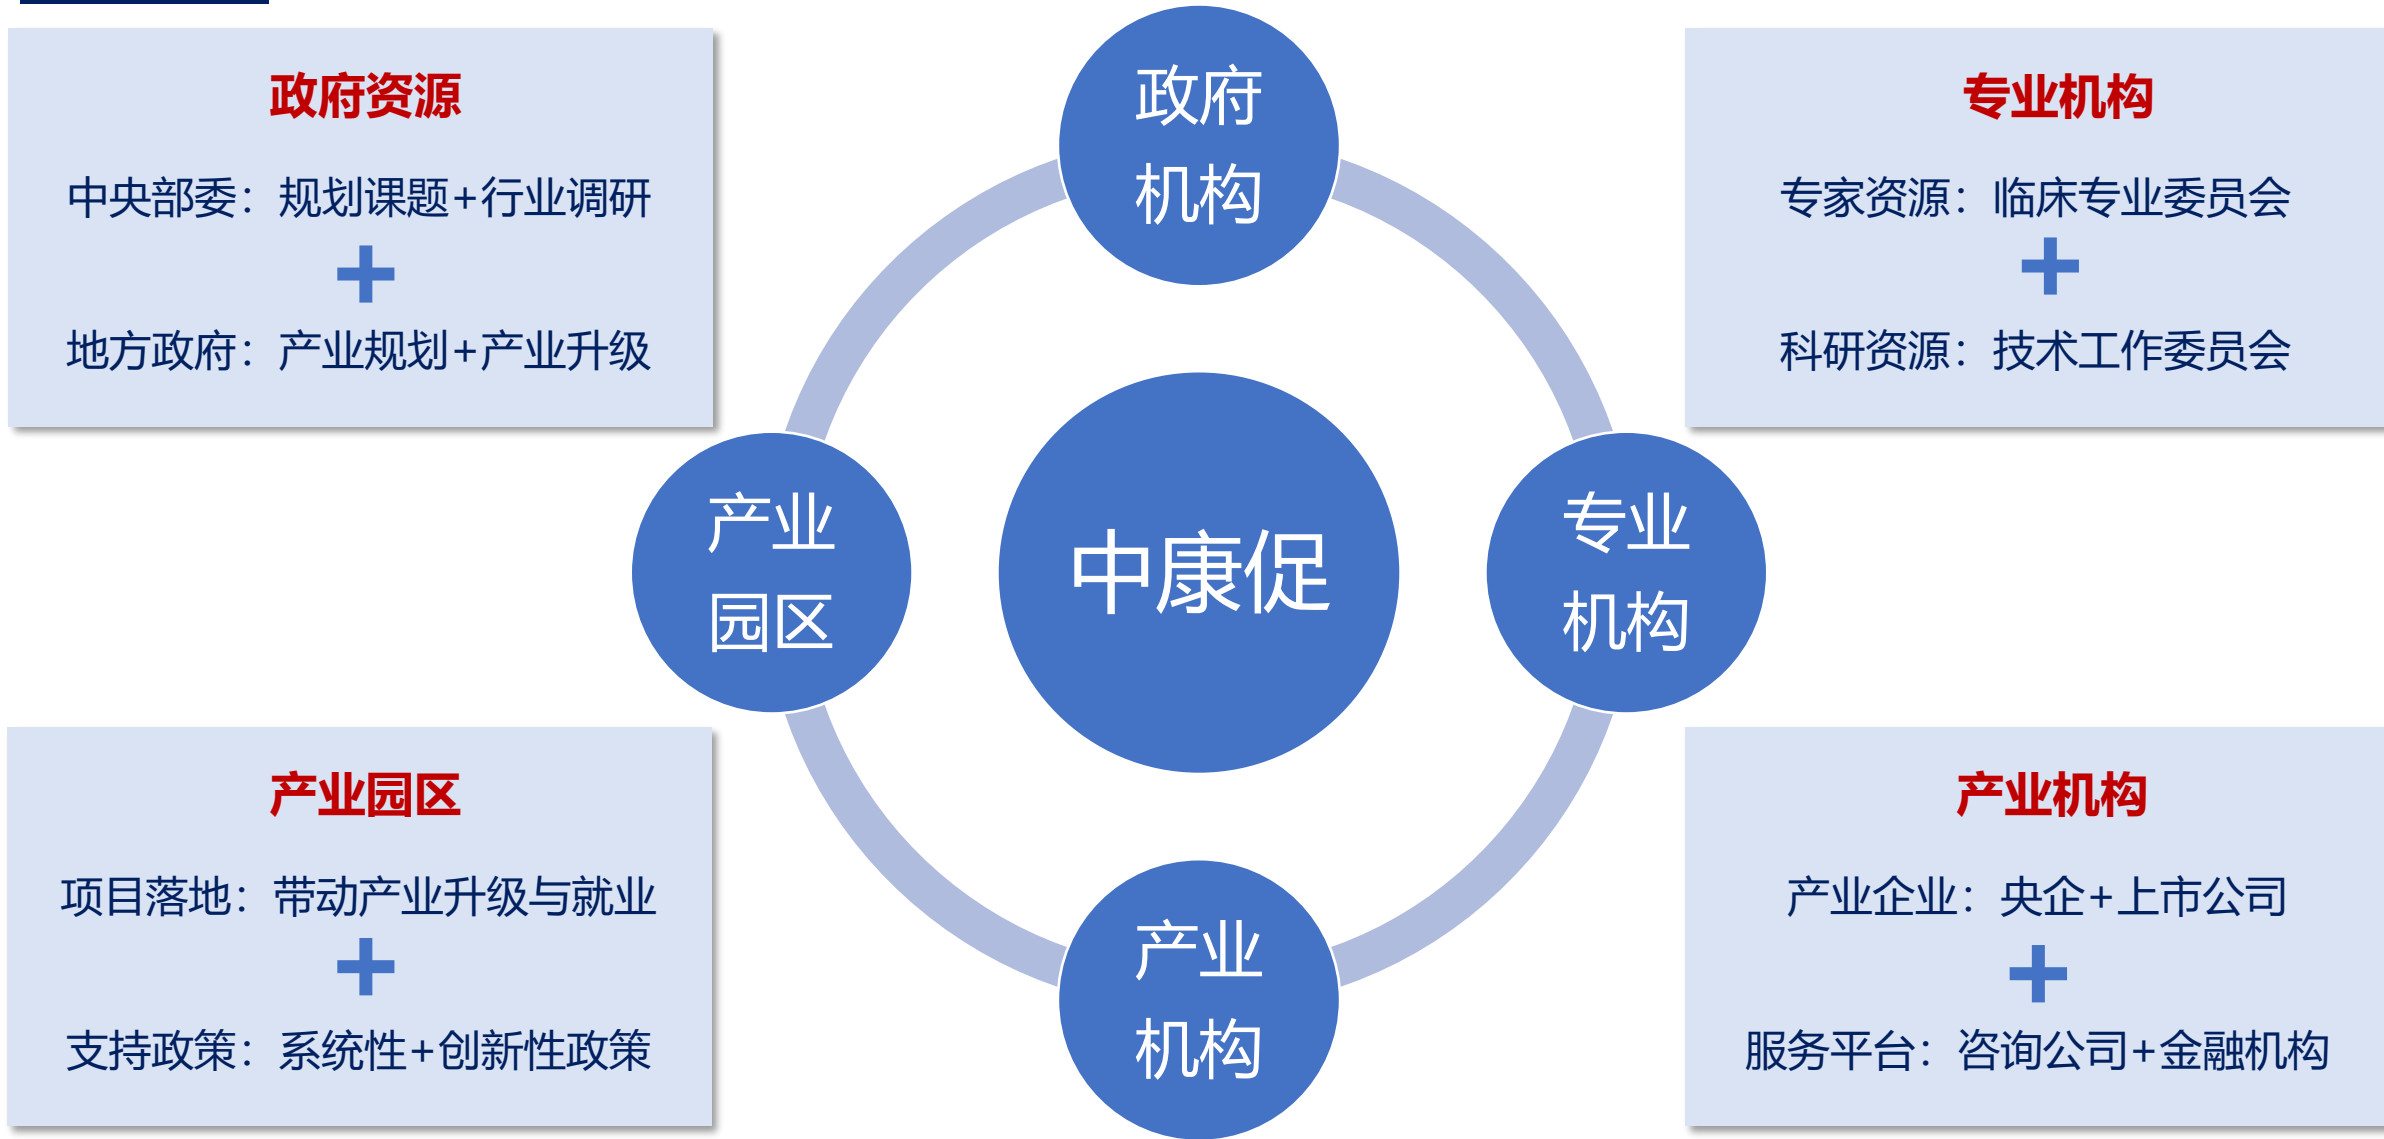 政府资源
中央部委：规划课题+行业调研
+
地方政府：产业规划+产业升级
政府
机构
专业机构
专家资源：临床专业委员会
+
科研资源：技术工作委员会
产业
园区
中康促
专业
机构
产业园区
项目落地：带动产业升级与就业
+
支持政策：系统性+创新性政策
产业
机构
产业机构
产业企业：央企+上市公司
+
服务平台：咨询公司+金融机构